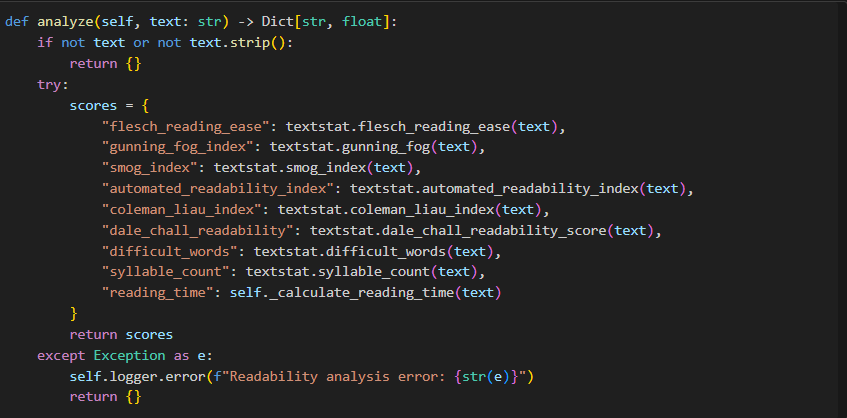 def analyze(self, text: str) -> Dict[str, float]:
    if not text or not text.strip():
        return {}
    try:
        scores = {
            "flesch_reading_ease": textstat.flesch_reading_ease(text),
            "gunning_fog_index": textstat.gunning_fog(text),
            "smog_index": textstat.smog_index(text),
            "automated_readability_index": textstat.automated_readability_index(text),
            "coleman_liau_index": textstat.coleman_liau_index(text),
            "dale_chall_readability": textstat.dale_chall_readability_score(text),
            "difficult_words": textstat.difficult_words(text),
            "syllable_count": textstat.syllable_count(text),
            "reading_time": self._calculate_reading_time(text)
        }
        return scores
    except Exception as e:
        self.logger.error(f"Readability analysis error: {str(e)}")
        return {}